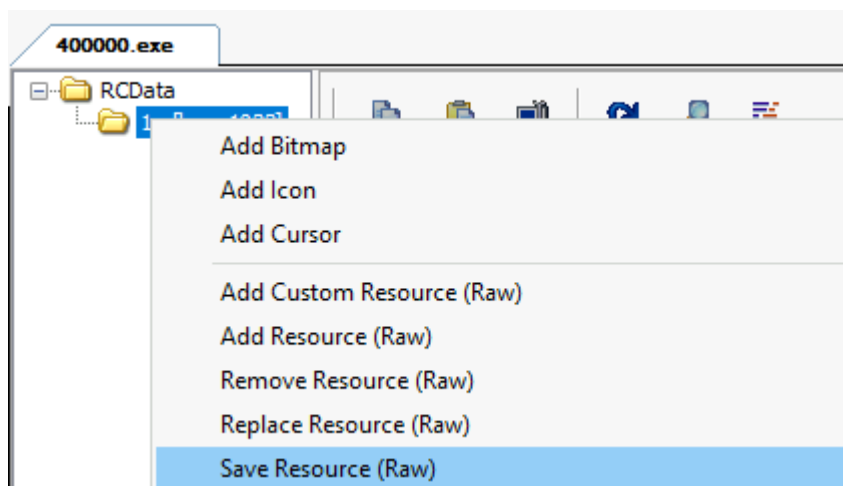 400000.exe
RCData
Add Bitmap
Add Icon
Add Cursor
Add Custom Resource (Raw)
Add Resource (Raw)
Remove Resource (Raw)
Replace Resource (Raw)
Save Resource (Raw)